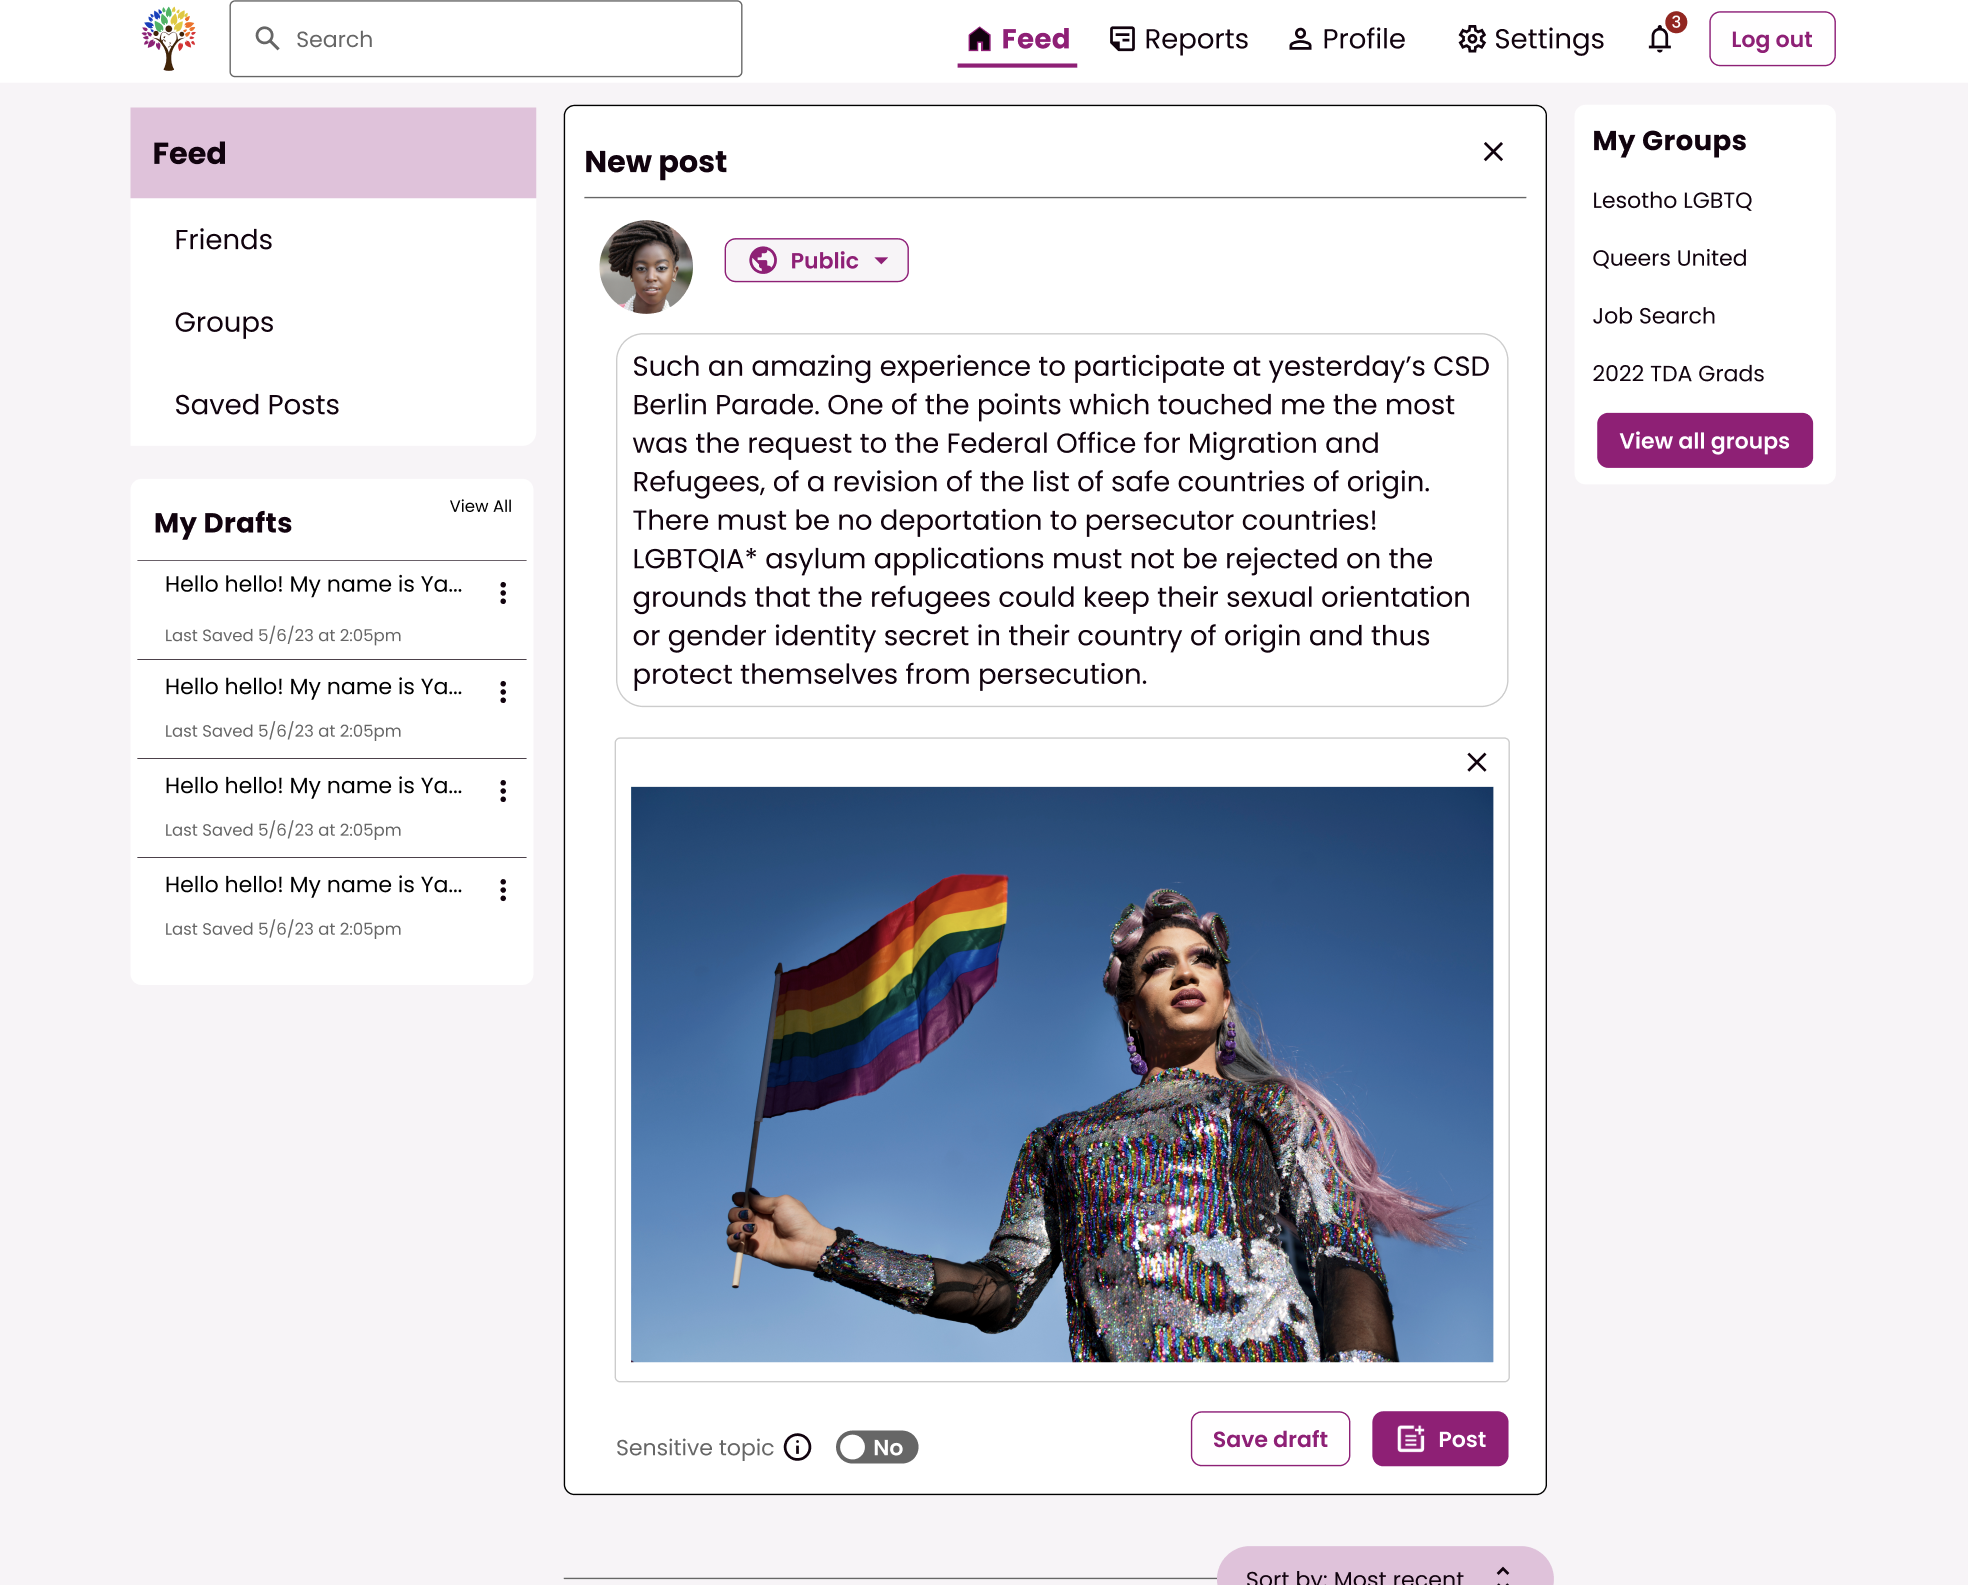 Search
Feed
Reports
Profile
Settings
3
Log out
Feed
Friends
Groups
Saved Posts
My Drafts
View All
Hello hello! My name is Ya...
Last Saved 5/6/23 at 2:05pm
Hello hello! My name is Ya...
Last Saved 5/6/23 at 2:05pm
Hello hello! My name is Ya...
Last Saved 5/6/23 at 2:05pm
Hello hello! My name is Ya...
Last Saved 5/6/23 at 2:05pm
New post
Public
Such an amazing experience to participate at yesterday’s CSD
Berlin Parade. One of the points which touched me the most
was the request to the Federal Office for Migration and
Refugees, of a revision of the list of safe countries of origin.
There must be no deportation to persecutor countries!
LGBTQIA* asylum applications must not be rejected on the
grounds that the refugees could keep their sexual orientation
or gender identity secret in their country of origin and thus
protect themselves from persecution.
Sensitive topic
No
Save draft
Post
Sort by: Most recent
My Groups
Lesotho LGBTQ
Queers United
Job Search
2022 TDA Grads
View all groups